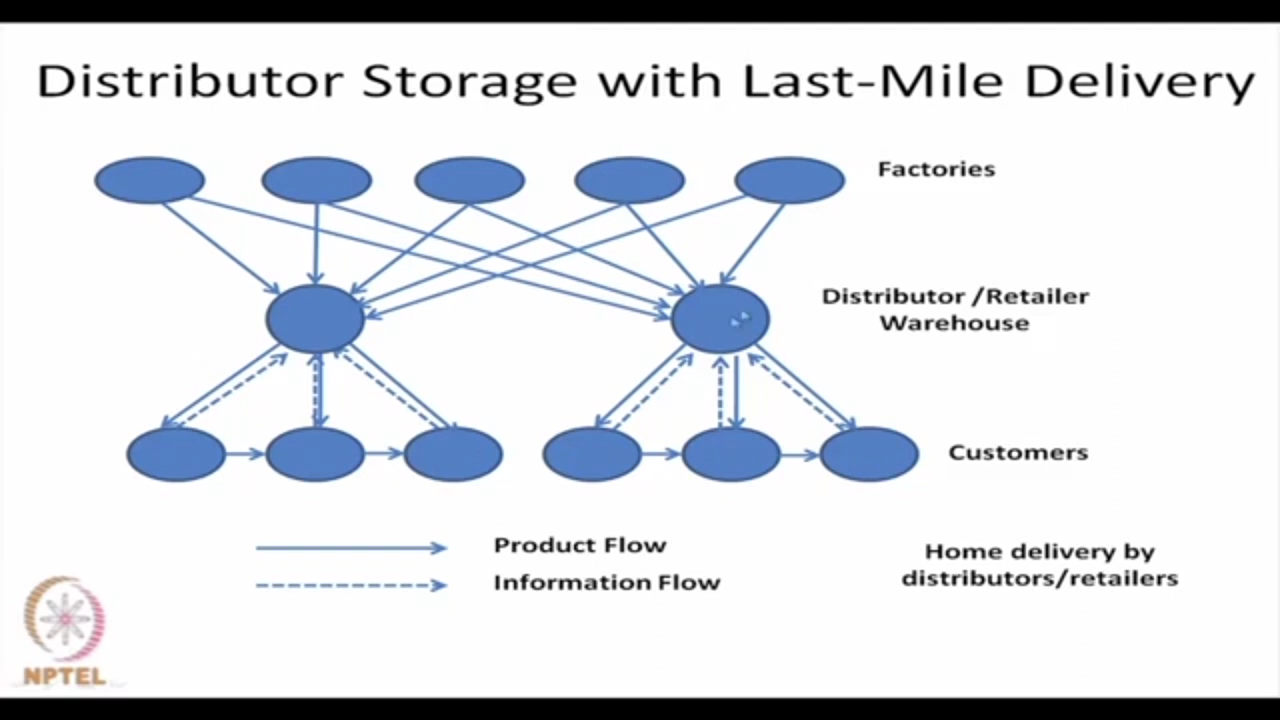 Distributor Storage with Last-Mile Delivery
Factories
Distributor /Retailer
Warehouse
Customers
Product Flow
Information Flow
Home delivery by
distributors/retailers
NPTEL